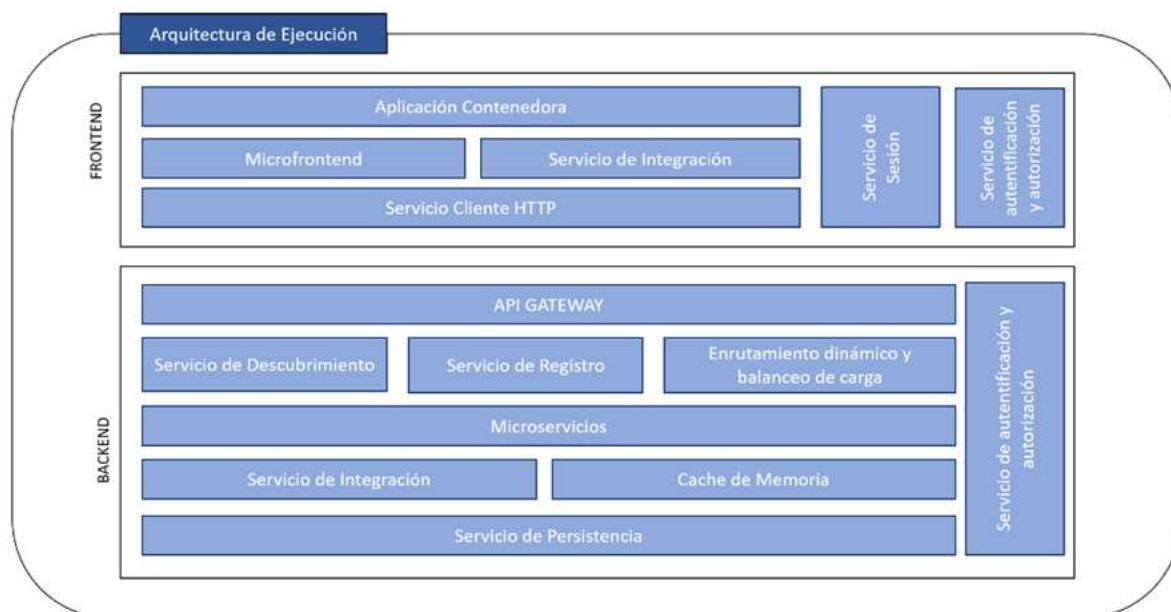 Arquitectura de Ejecución
FRONTEND
Aplicación Contenedora
Microfrontend
Servicio de Integración
Servicio Cliente HTTP
Servicio de
Sesión
Servicio de
autentificación
y autorización
BACKEND
API GATEWAY
Servicio de Descubrimiento
Servicio de Registro
Enrutamiento dinámico y
balanceo de carga
Microservicios
Servicio de Integración
Cache de Memoria
Servicio de Persistencia
Servicio de autentificación y
autorización